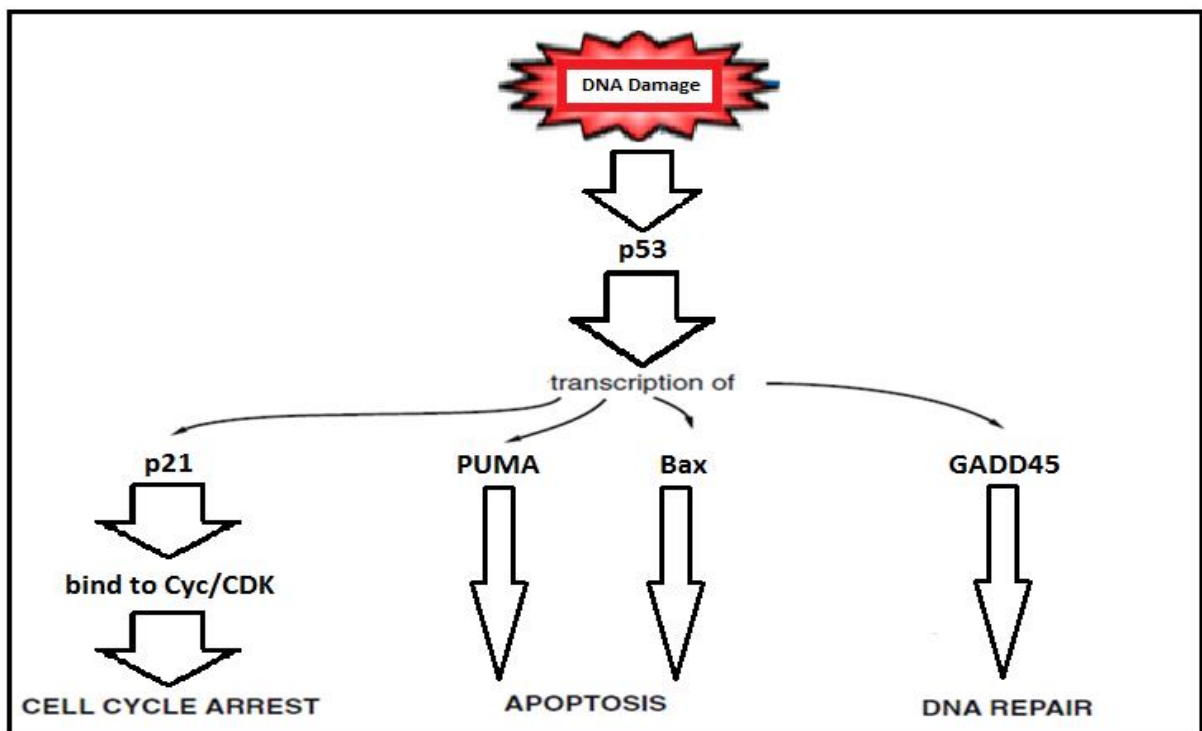 DNA Damage
p53
transcription of
p21 PUMA Bax GADD45
bind to Cyc/CDK
CELL CYCLE ARREST APOPTOSIS DNA REPAIR